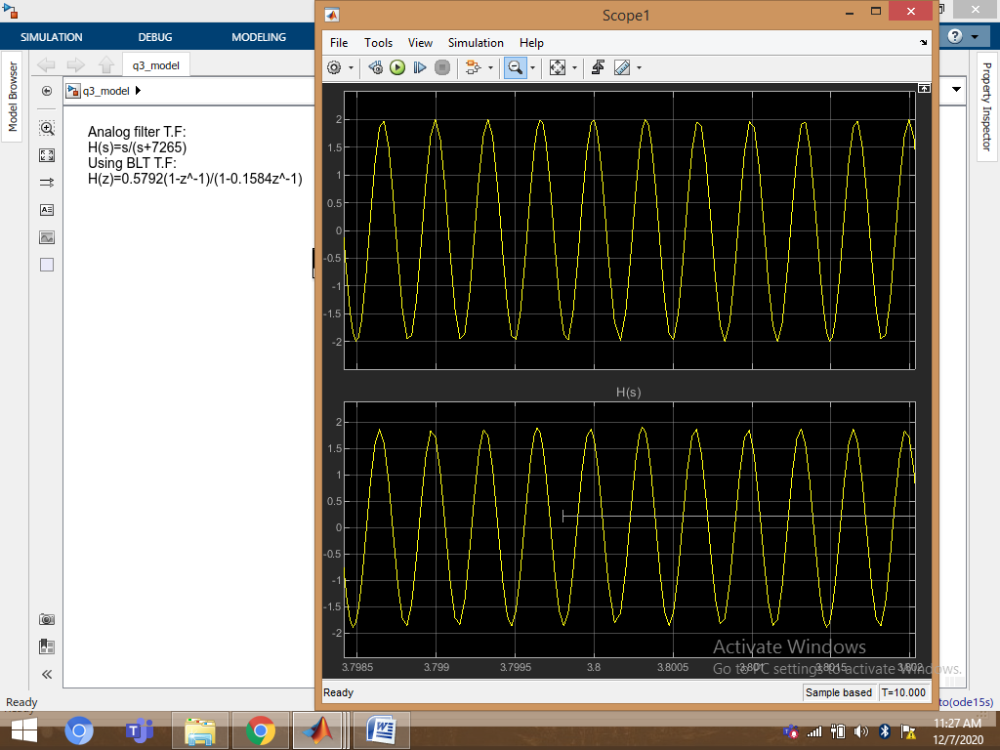 Scope1
SIMULATION DEBUG MODELING
File Tools View Simulation Help
q3_model
Model Browser
q3_model
Property Inspector
Analog filter T.F:
H(s)=s/(s+7265)
Using BLT T.F:
H(z)=0.5792(1-z^-1)/(1-0.1584z^-1)
2
1.5
1
0.5
0
-0.5
-1
-1.5
-2
H(s)
2
1.5
1
0.5
0
-0.5
-1
-1.5
-2
3.7985 3.799 3.7995 3.8 3.8005 3.801 3.8015 3.802
Activate Windows
Go to PC settings to activate Windows.
Ready Sample based T=10.000
Ready to(ode15s)
Ready
11:27 AM
12/7/2020